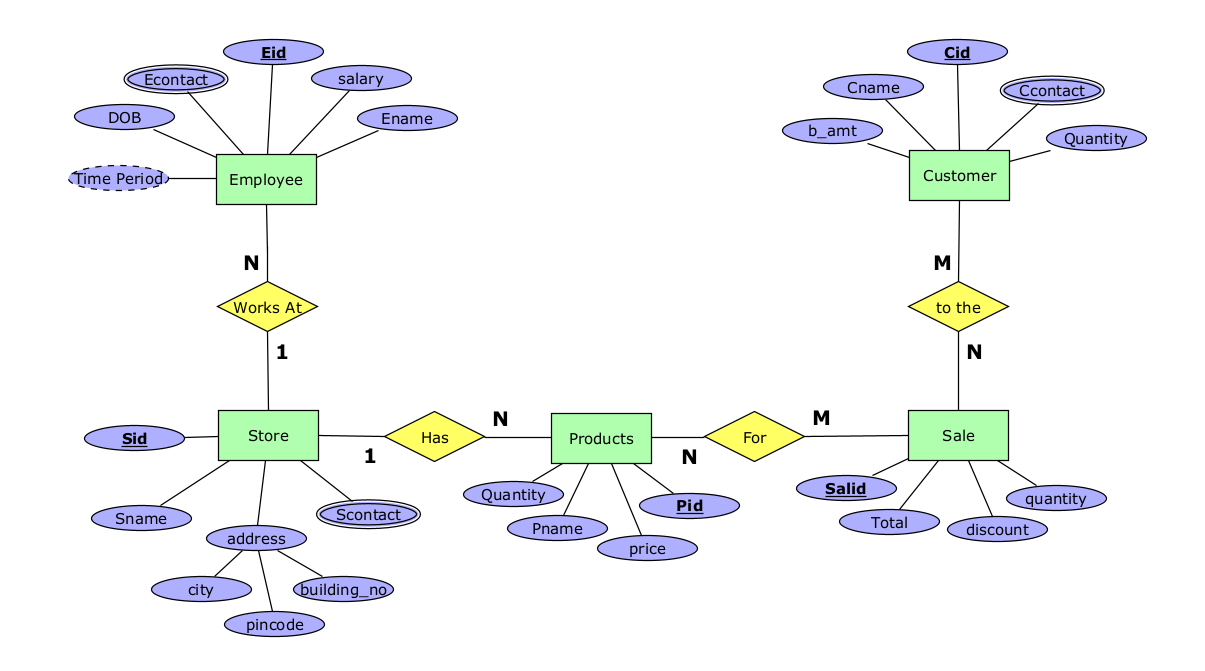 Eid
Cid
Econtact
salary
Cname
Ccontact
DOB
Ename
b_amt
Quantity
Time Period
Employee
Customer
N
M
Works At
to the
1
N
Sid
Store
1
Has
N
Products
N
For
M
Sale
Sname
Scontact
Quantity
Pid
Salid
quantity
address
Pname
price
Total
discount
city
building_no
pincode